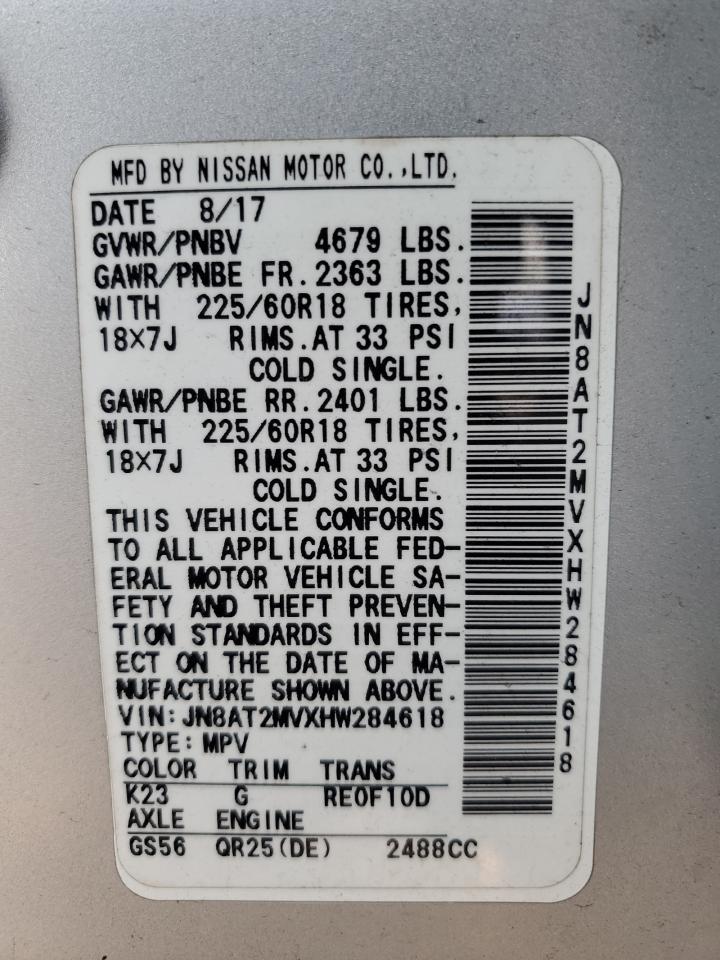 MFD BY NISSAN MOTOR CO.,LTD.
DATE 8/17
GVWR/PNBV 4679 LBS.
GAWR/PNBE FR.2363 LBS.
WITH 225/60R18 TIRES,
18×7J RIMS.AT 33 PSI
COLD SINGLE.
GAWR/PNBE RR.2401 LBS.
WITH 225/60R18 TIRES,
18×7J RIMS.AT 33 PSI
COLD SINGLE.
THIS VEHICLE CONFORMS
TO ALL APPLICABLE FED-
ERAL MOTOR VEHICLE SA-
FETY AND THEFT PREVEN-
TION STANDARDS IN EFF-
ECT ON THE DATE OF MA-
NUFACTURE SHOWN ABOVE.
VIN:JN8AT2MVXHW284618
TYPE:MPV
COLOR TRIM TRANS
K23 G RE0F10D
AXLE ENGINE
GS56 QR25(DE) 2488CC
JN8AT2MVXHW284618